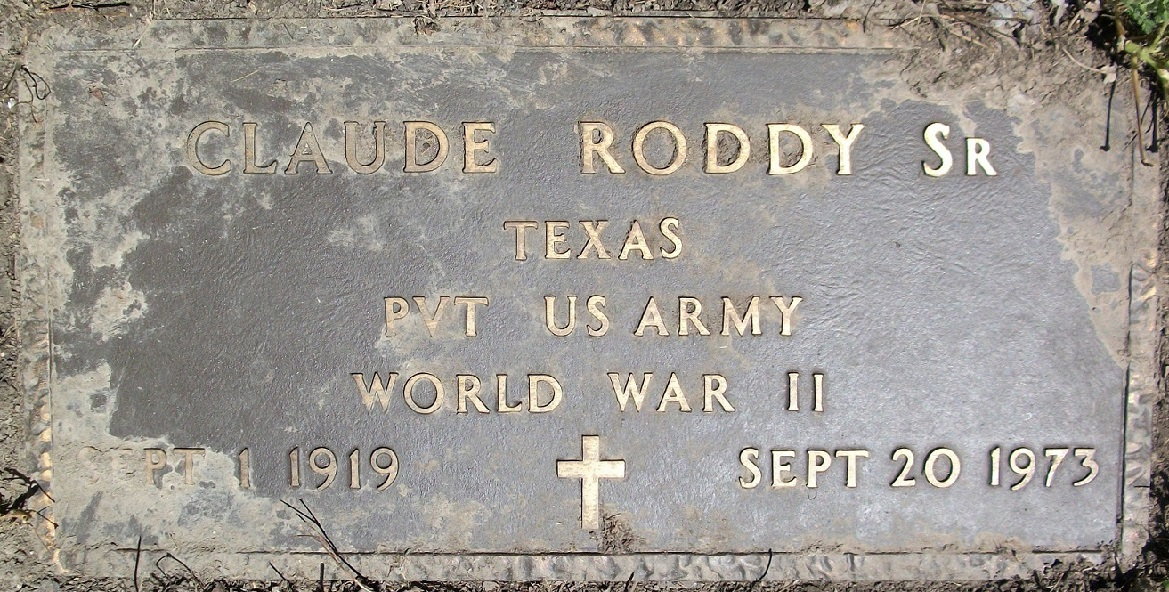 CLAUDE RODDY SR
TEXAS
PVT US ARMY
WORLD WAR II
SEPT 1 1919 SEPT 20 1973